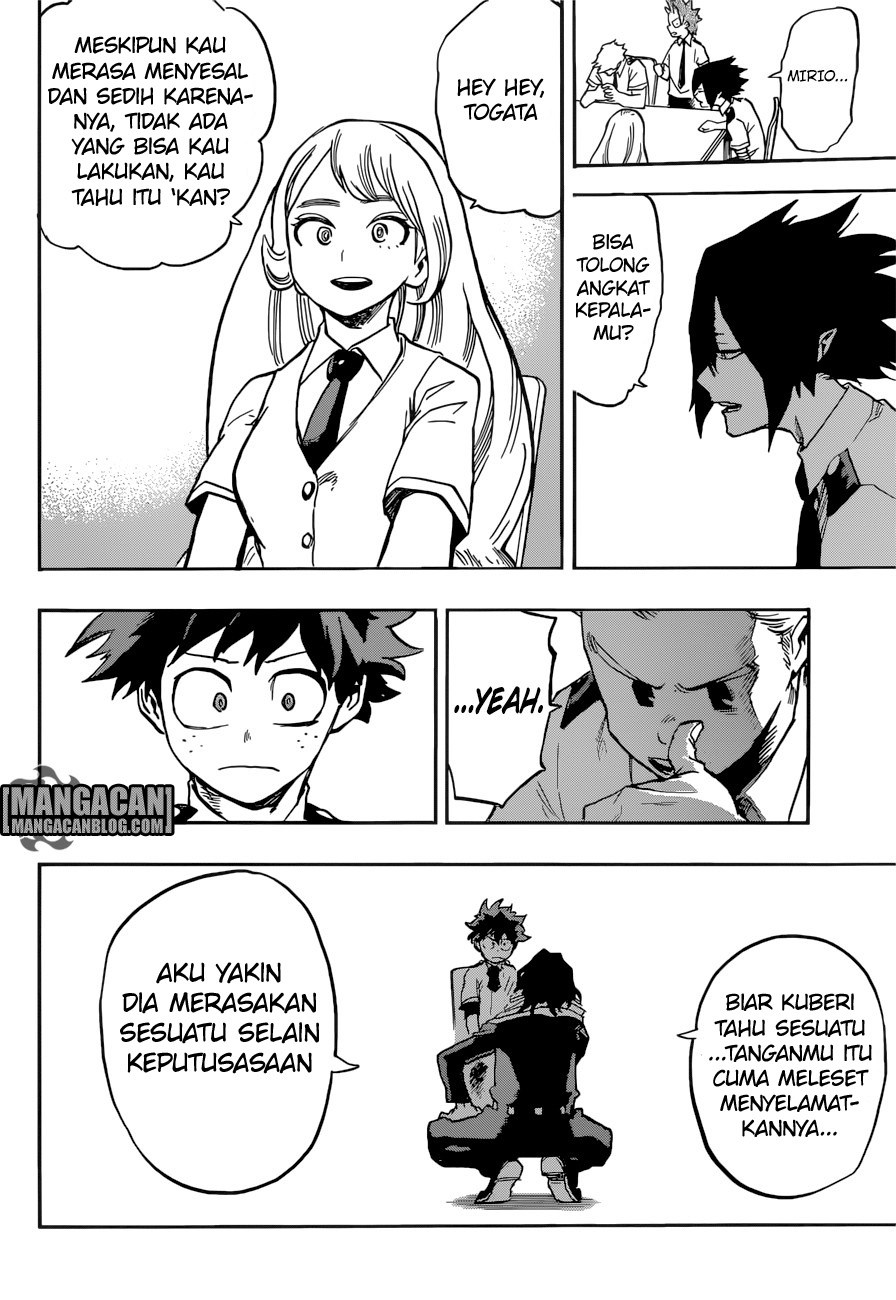 MIRIO...
BISA
TOLONG
ANGKAT
KEPALA-
MU?
HEY HEY,
TOGATA
MESKIPUN KAU
MERASA MENYESAL
DAN SEDIH KARENA-
NYA, TIDAK ADA
YANG BISA KAU
LAKUKAN, KAU
TAHU ITU 'KAN?
...YEAH.
[MANGACAN]
MANGACANBLOG.COM
BIAR KUBERI
TAHU SESUATU
...TANGANMU ITU
CUMA MELESET
MENYELAMAT-
KANNYA...
AKU YAKIN
DIA MERASAKAN
SESUATU SELAIN
KEPUTUSASAAN